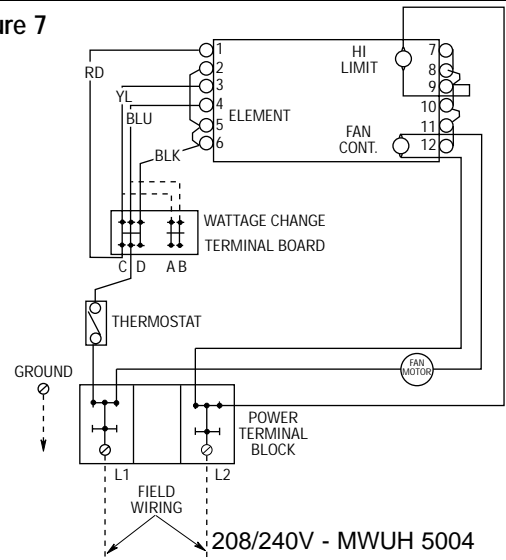 ure 7
1
2
3
4
5
6
RD
YL
BLU
BLK
ELEMENT
HI
LIMIT
FAN
CONT.
7
8
9
10
11
12
WATTAGE CHANGE
TERMINAL BOARD
C D A B
THERMOSTAT
GROUND
FAN
MOTOR
POWER
TERMINAL
BLOCK
L1
L2
FIELD
WIRING
208/240V - MWUH 5004